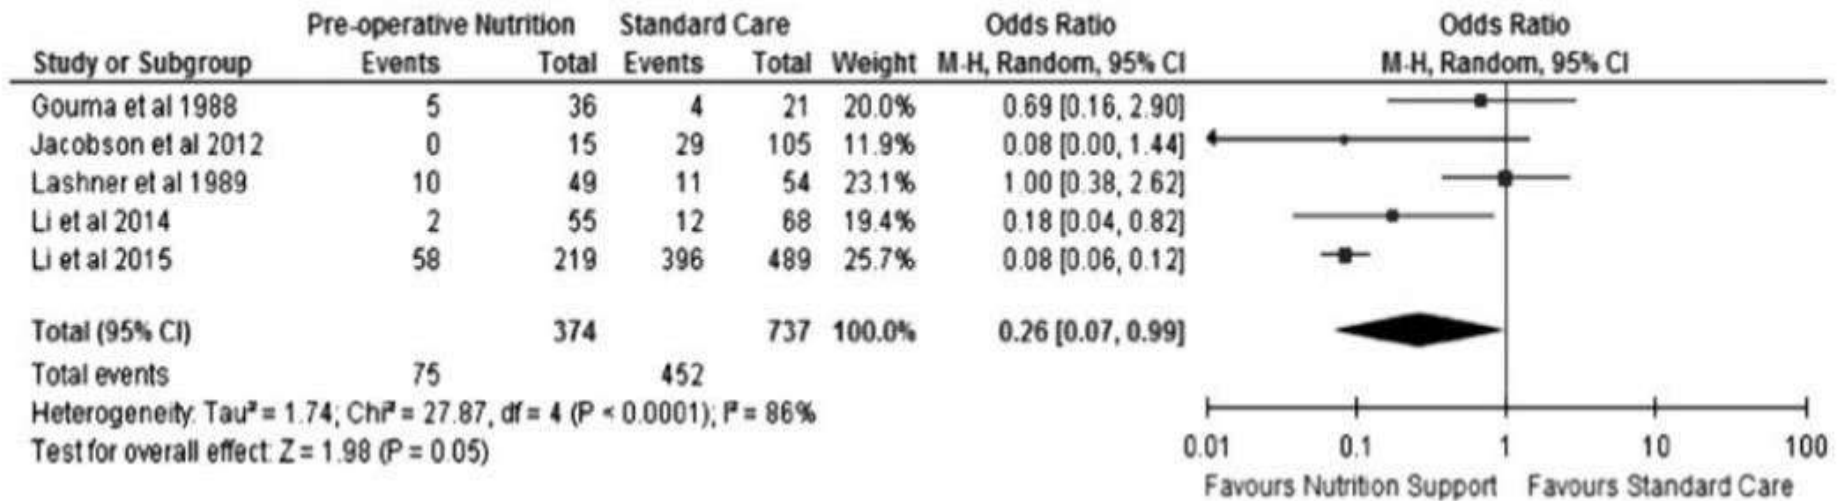 Pre-operative Nutrition Standard Care Odds Ratio Odds Ratio
Study or Subgroup Events Total Events Total Weight M-H, Random, 95% CI M-H, Random, 95% CI
Gouma et al 1988 5 36 4 21 20.0% 0.69 [0.16, 2.90]
Jacobson et al 2012 0 15 29 105 11.9% 0.08 [0.00, 1.44]
Lashner et al 1989 10 49 11 54 23.1% 1.00 [0.38, 2.62]
Li et al 2014 2 55 12 68 19.4% 0.18 [0.04, 0.82]
Li et al 2015 58 219 396 489 25.7% 0.08 [0.06, 0.12]
Total (95% CI) 374 737 100.0% 0.26 [0.07, 0.99]
Total events 75 452
Heterogeneity: Tau² = 1.74; Chi² = 27.87, df = 4 (P < 0.0001); I² = 86%
Test for overall effect: Z = 1.98 (P = 0.05)
0.01 0.1 1 10 100
Favours Nutrition Support Favours Standard Care